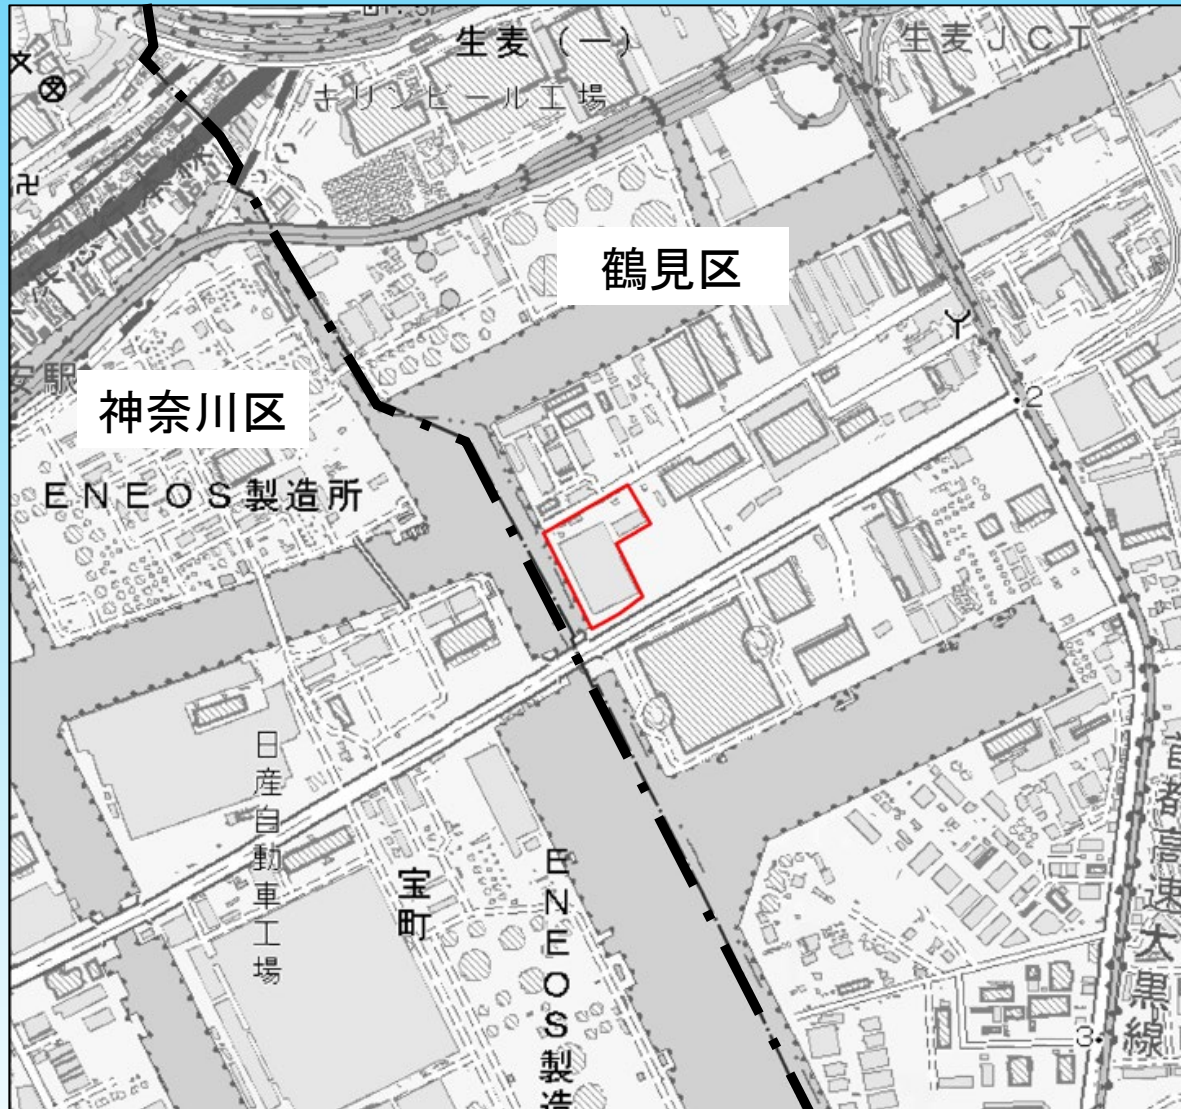 生麦（一）
生麦ＪＣＴ
キリンビール工場
鶴見区
安駅
神奈川区
2
ＥＮＥＯＳ製造所
日産自動車工場
宝町
ＥＮＥＯＳ製造
首都高速大黒線
3